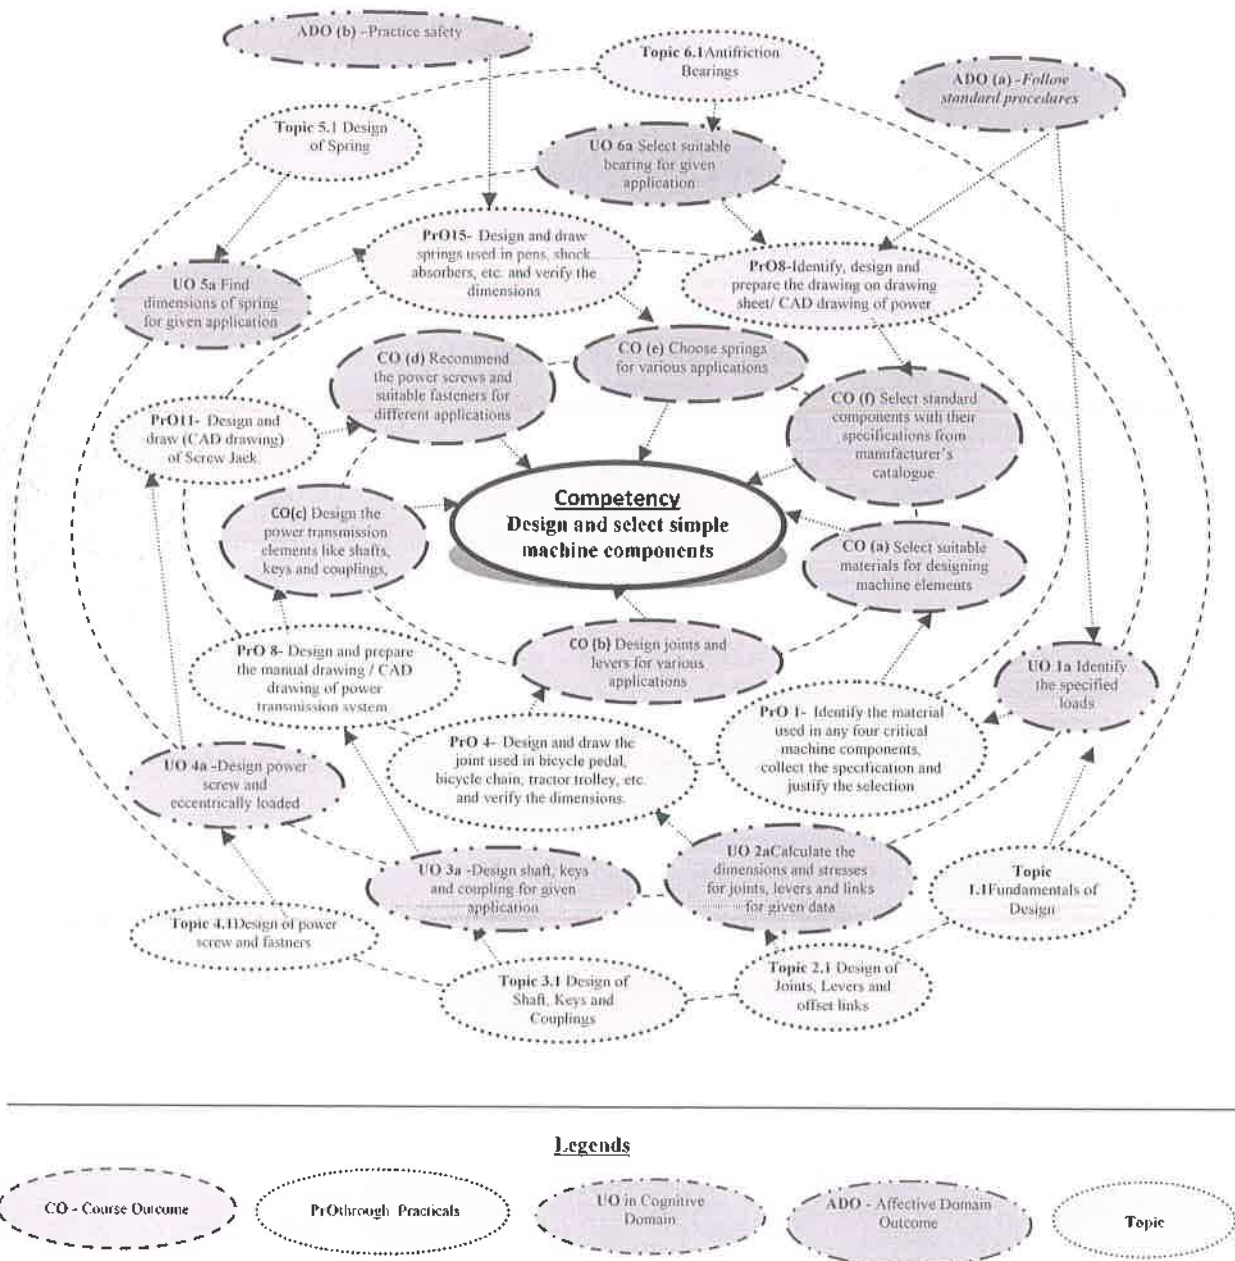 ADO (b) -Practice safety
Topic 6.1Antifriction
Bearings
ADO (a) -Follow
standard procedures
Topic 5.1 Design
of Spring
UO 6a Select suitable
bearing for given
application
PrO15- Design and draw
springs used in pens, shock
absorbers, etc. and verify the
dimensions
PrO8-Identify, design and
prepare the drawing on drawing
sheet/ CAD drawing of power
UO 5a Find
dimensions of spring
for given application
CO (d) Recommend
the power screws and
suitable fasteners for
different applications
CO (e) Choose springs
for various applications
CO (f) Select standard
components with their
specifications from
manufacturer's
catalogue
PrO11- Design and
draw (CAD drawing)
of Screw Jack.
Competency
Design and select simple
machine components
CO(c) Design the
power transmission
elements like shafts,
keys and couplings,
CO (a) Select suitable
materials for designing
machine elements
CO (b) Design joints and
levers for various
applications
PrO 8- Design and prepare
the manual drawing / CAD
drawing of power
transmission system
UO 1a Identify
the specified
loads
PrO 1- Identify the material
used in any four critical
machine components,
collect the specification and
justify the selection
PrO 4- Design and draw the
joint used in bicycle pedal,
bicycle chain, tractor trolley, etc.
and verify the dimensions.
UO 4a -Design power
screw and
eccentrically loaded
UO 3a -Design shaft, keys
and coupling for given
application
UO 2aCalculate the
dimensions and stresses
for joints, levers and links
for given data
Topic
1.1Fundamentals of
Design
Topic 4.1Design of power
screw and fastners
Topic 3.1 Design of
Shaft, Keys and
Couplings
Topic 2.1 Design of
Joints, Levers and
offset links
Legends
CO - Course Outcome
PrOthrough Practicals
UO in Cognitive
Domain
ADO - Affective Domain
Outcome
Topic